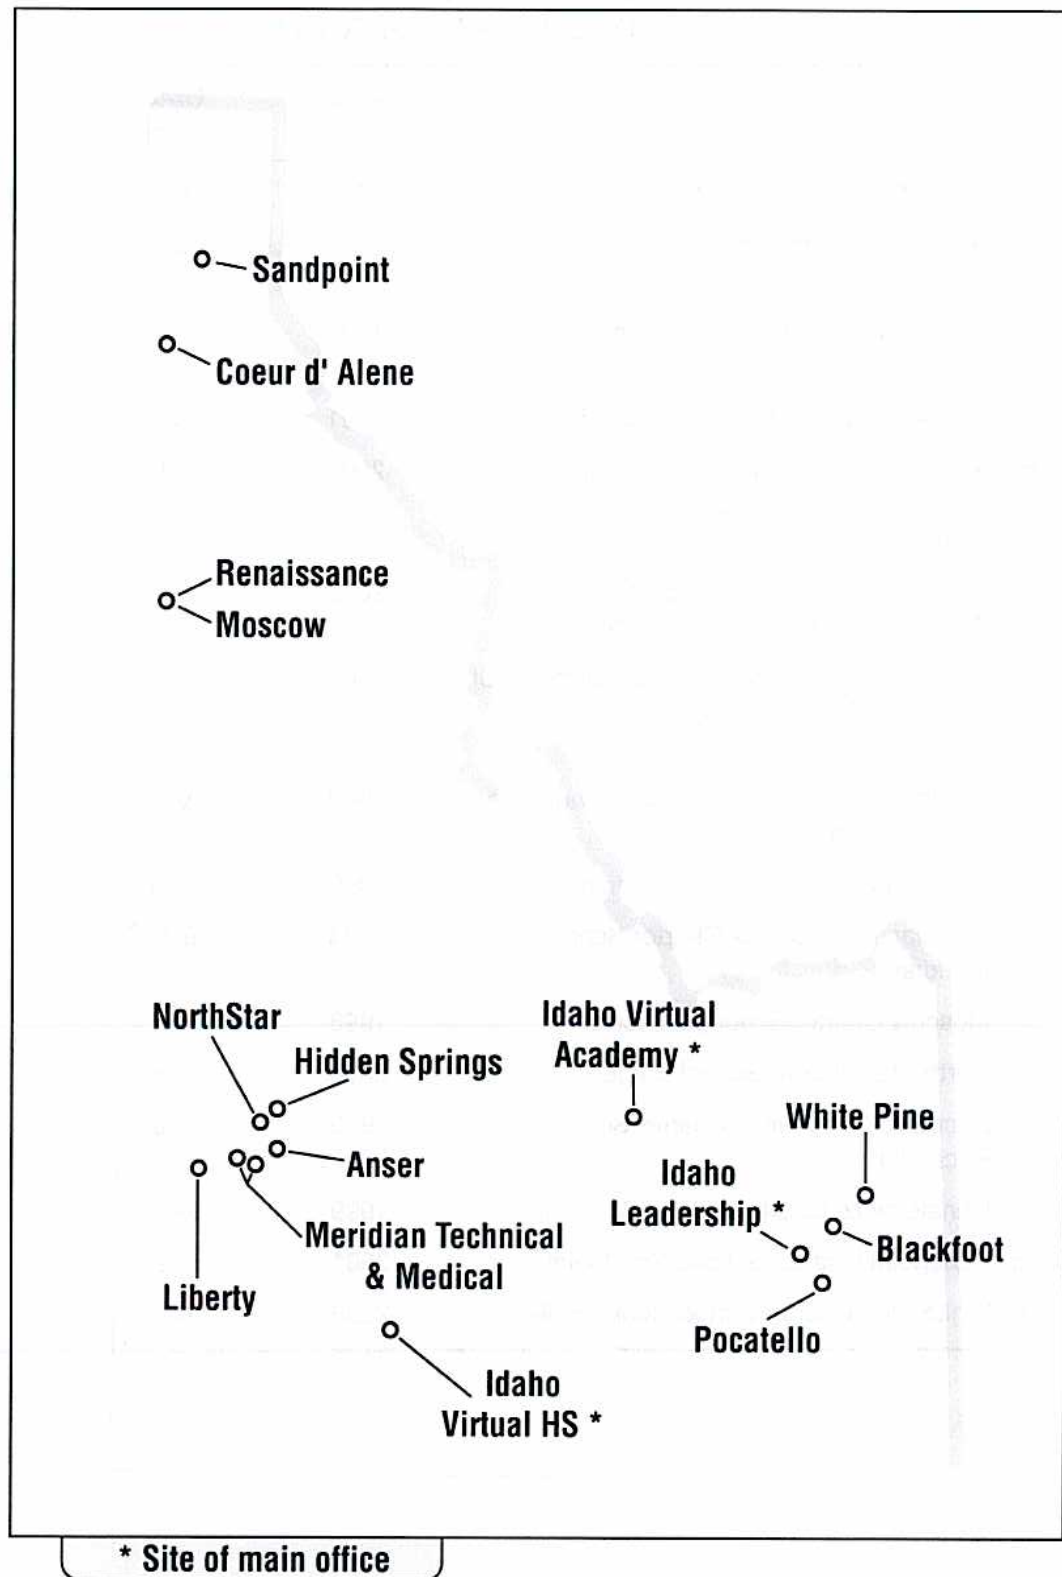 Sandpoint
Coeur d' Alene
Renaissance
Moscow
NorthStar
Hidden Springs
Idaho Virtual
Academy *
White Pine
Anser
Idaho
Leadership *
Meridian Technical
& Medical
Blackfoot
Liberty
Pocatello
Idaho
Virtual HS *
* Site of main office